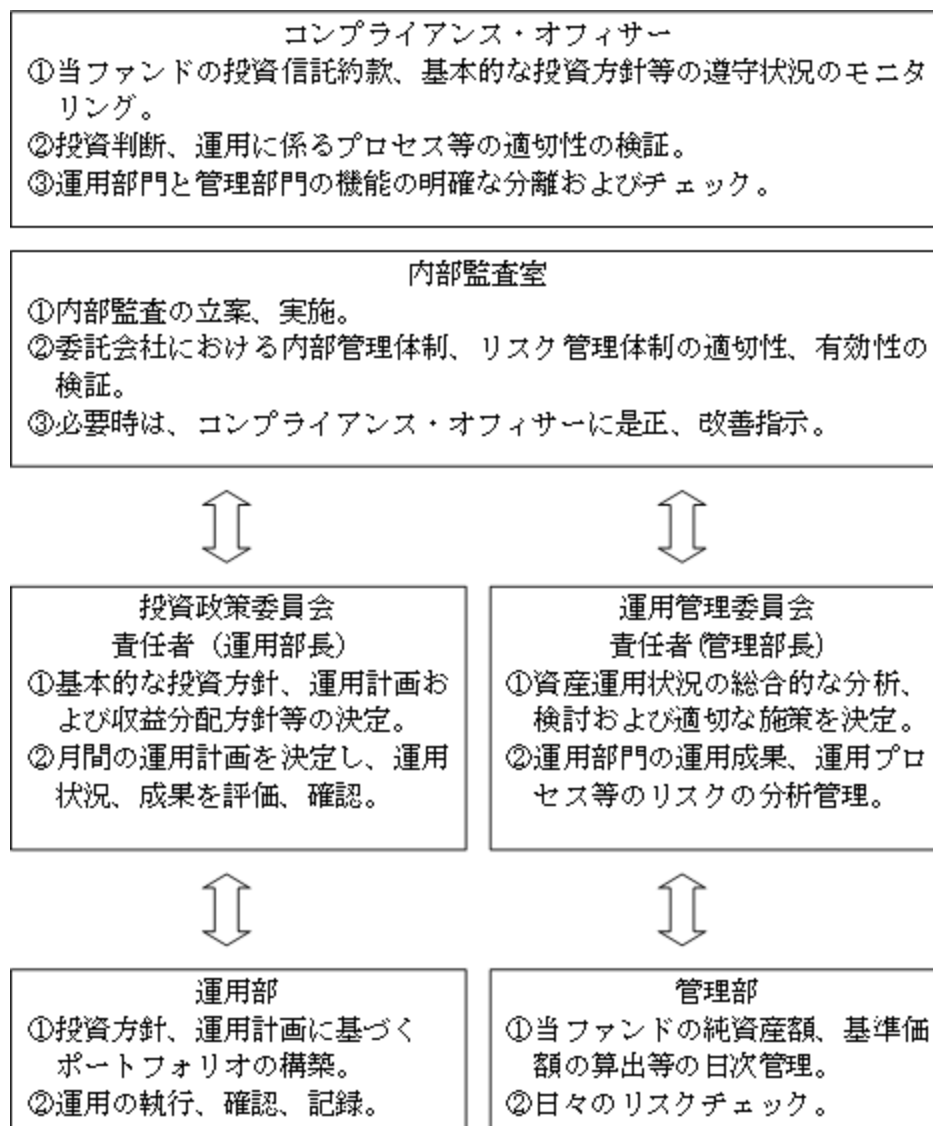 コンプライアンス・オフィサー
①当ファンドの投資信託約款、基本的な投資方針等の遵守状況のモニタ
リング。
②投資判断、運用に係るプロセス等の適切性の検証。
③運用部門と管理部門の機能の明確な分離およびチェック。
内部監査室
①内部監査の立案、実施。
②委託会社における内部管理体制、リスク管理体制の適切性、有効性の
検証。
③必要時は、コンプライアンス・オフィサーに是正、改善指示。
投資政策委員会
責任者（運用部長）
①基本的な投資方針、運用計画お
よび収益分配方針等の決定。
②月間の運用計画を決定し、運用
状況、成果を評価、確認。
運用管理委員会
責任者(管理部長)
①資産運用状況の総合的な分析、
検討および適切な施策を決定。
②運用部門の運用成果、運用プロ
セス等のリスクの分析管理。
運用部
①投資方針、運用計画に基づく
ポートフォリオの構築。
②運用の執行、確認、記録。
管理部
①当ファンドの純資産額、基準価
額の算出等の日次管理。
②日々のリスクチェック。